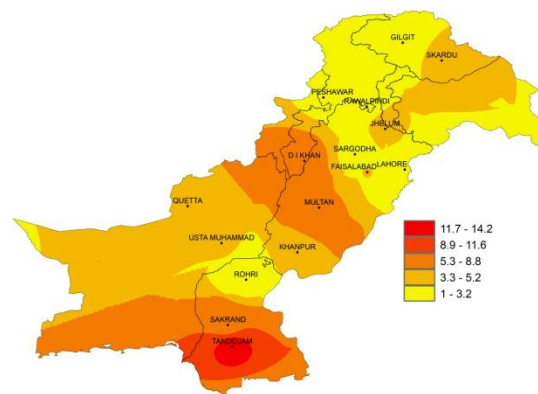 GILGIT
SKARDU
PESHAWAR
RAWALPINDI
JHELUM
SARGODHA
D I KHAN
FAISALABAD
LAHORE
QUETTA
MULTAN
USTA MUHAMMAD
KHANPUR
ROHRI
SAKRAND
TANDOJAM
11.7 - 14.2
8.9 - 11.6
5.3 - 8.8
3.3 - 5.2
1 - 3.2